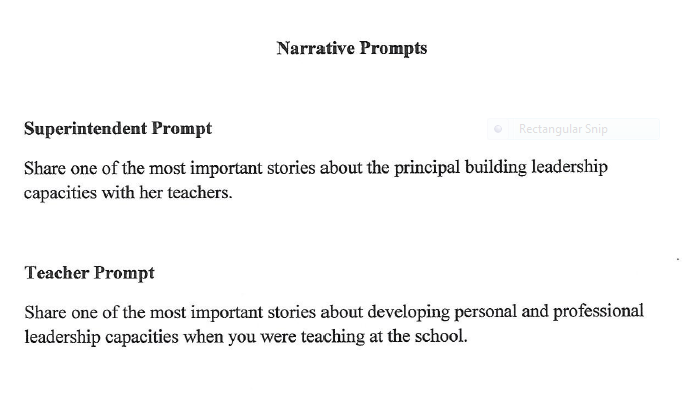 Narrative Prompts
Superintendent Prompt
Rectangular Snip
Share one of the most important stories about the principal building leadership
capacities with her teachers.
Teacher Prompt
Share one of the most important stories about developing personal and professional
leadership capacities when you were teaching at the school.